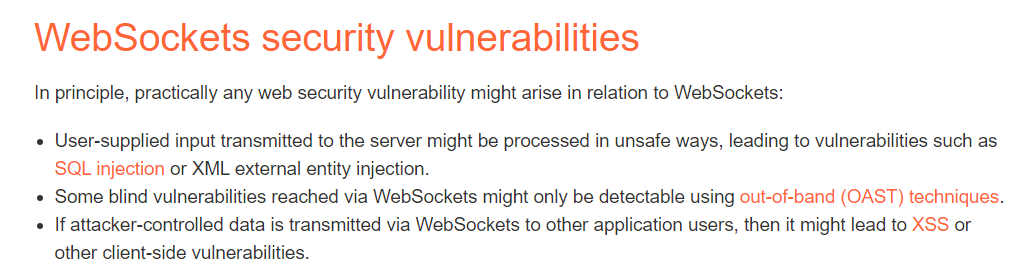 WebSockets security vulnerabilities
In principle, practically any web security vulnerability might arise in relation to WebSockets:
• User-supplied input transmitted to the server might be processed in unsafe ways, leading to vulnerabilities such as
SQL injection or XML external entity injection.
• Some blind vulnerabilities reached via WebSockets might only be detectable using out-of-band (OAST) techniques.
• If attacker-controlled data is transmitted via WebSockets to other application users, then it might lead to XSS or
other client-side vulnerabilities.